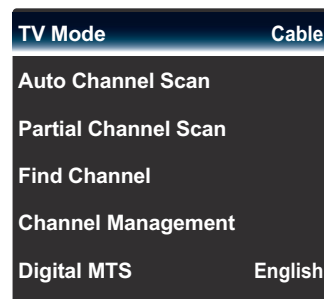 TV Mode Cable
Auto Channel Scan
Partial Channel Scan
Find Channel
Channel Management
Digital MTS English